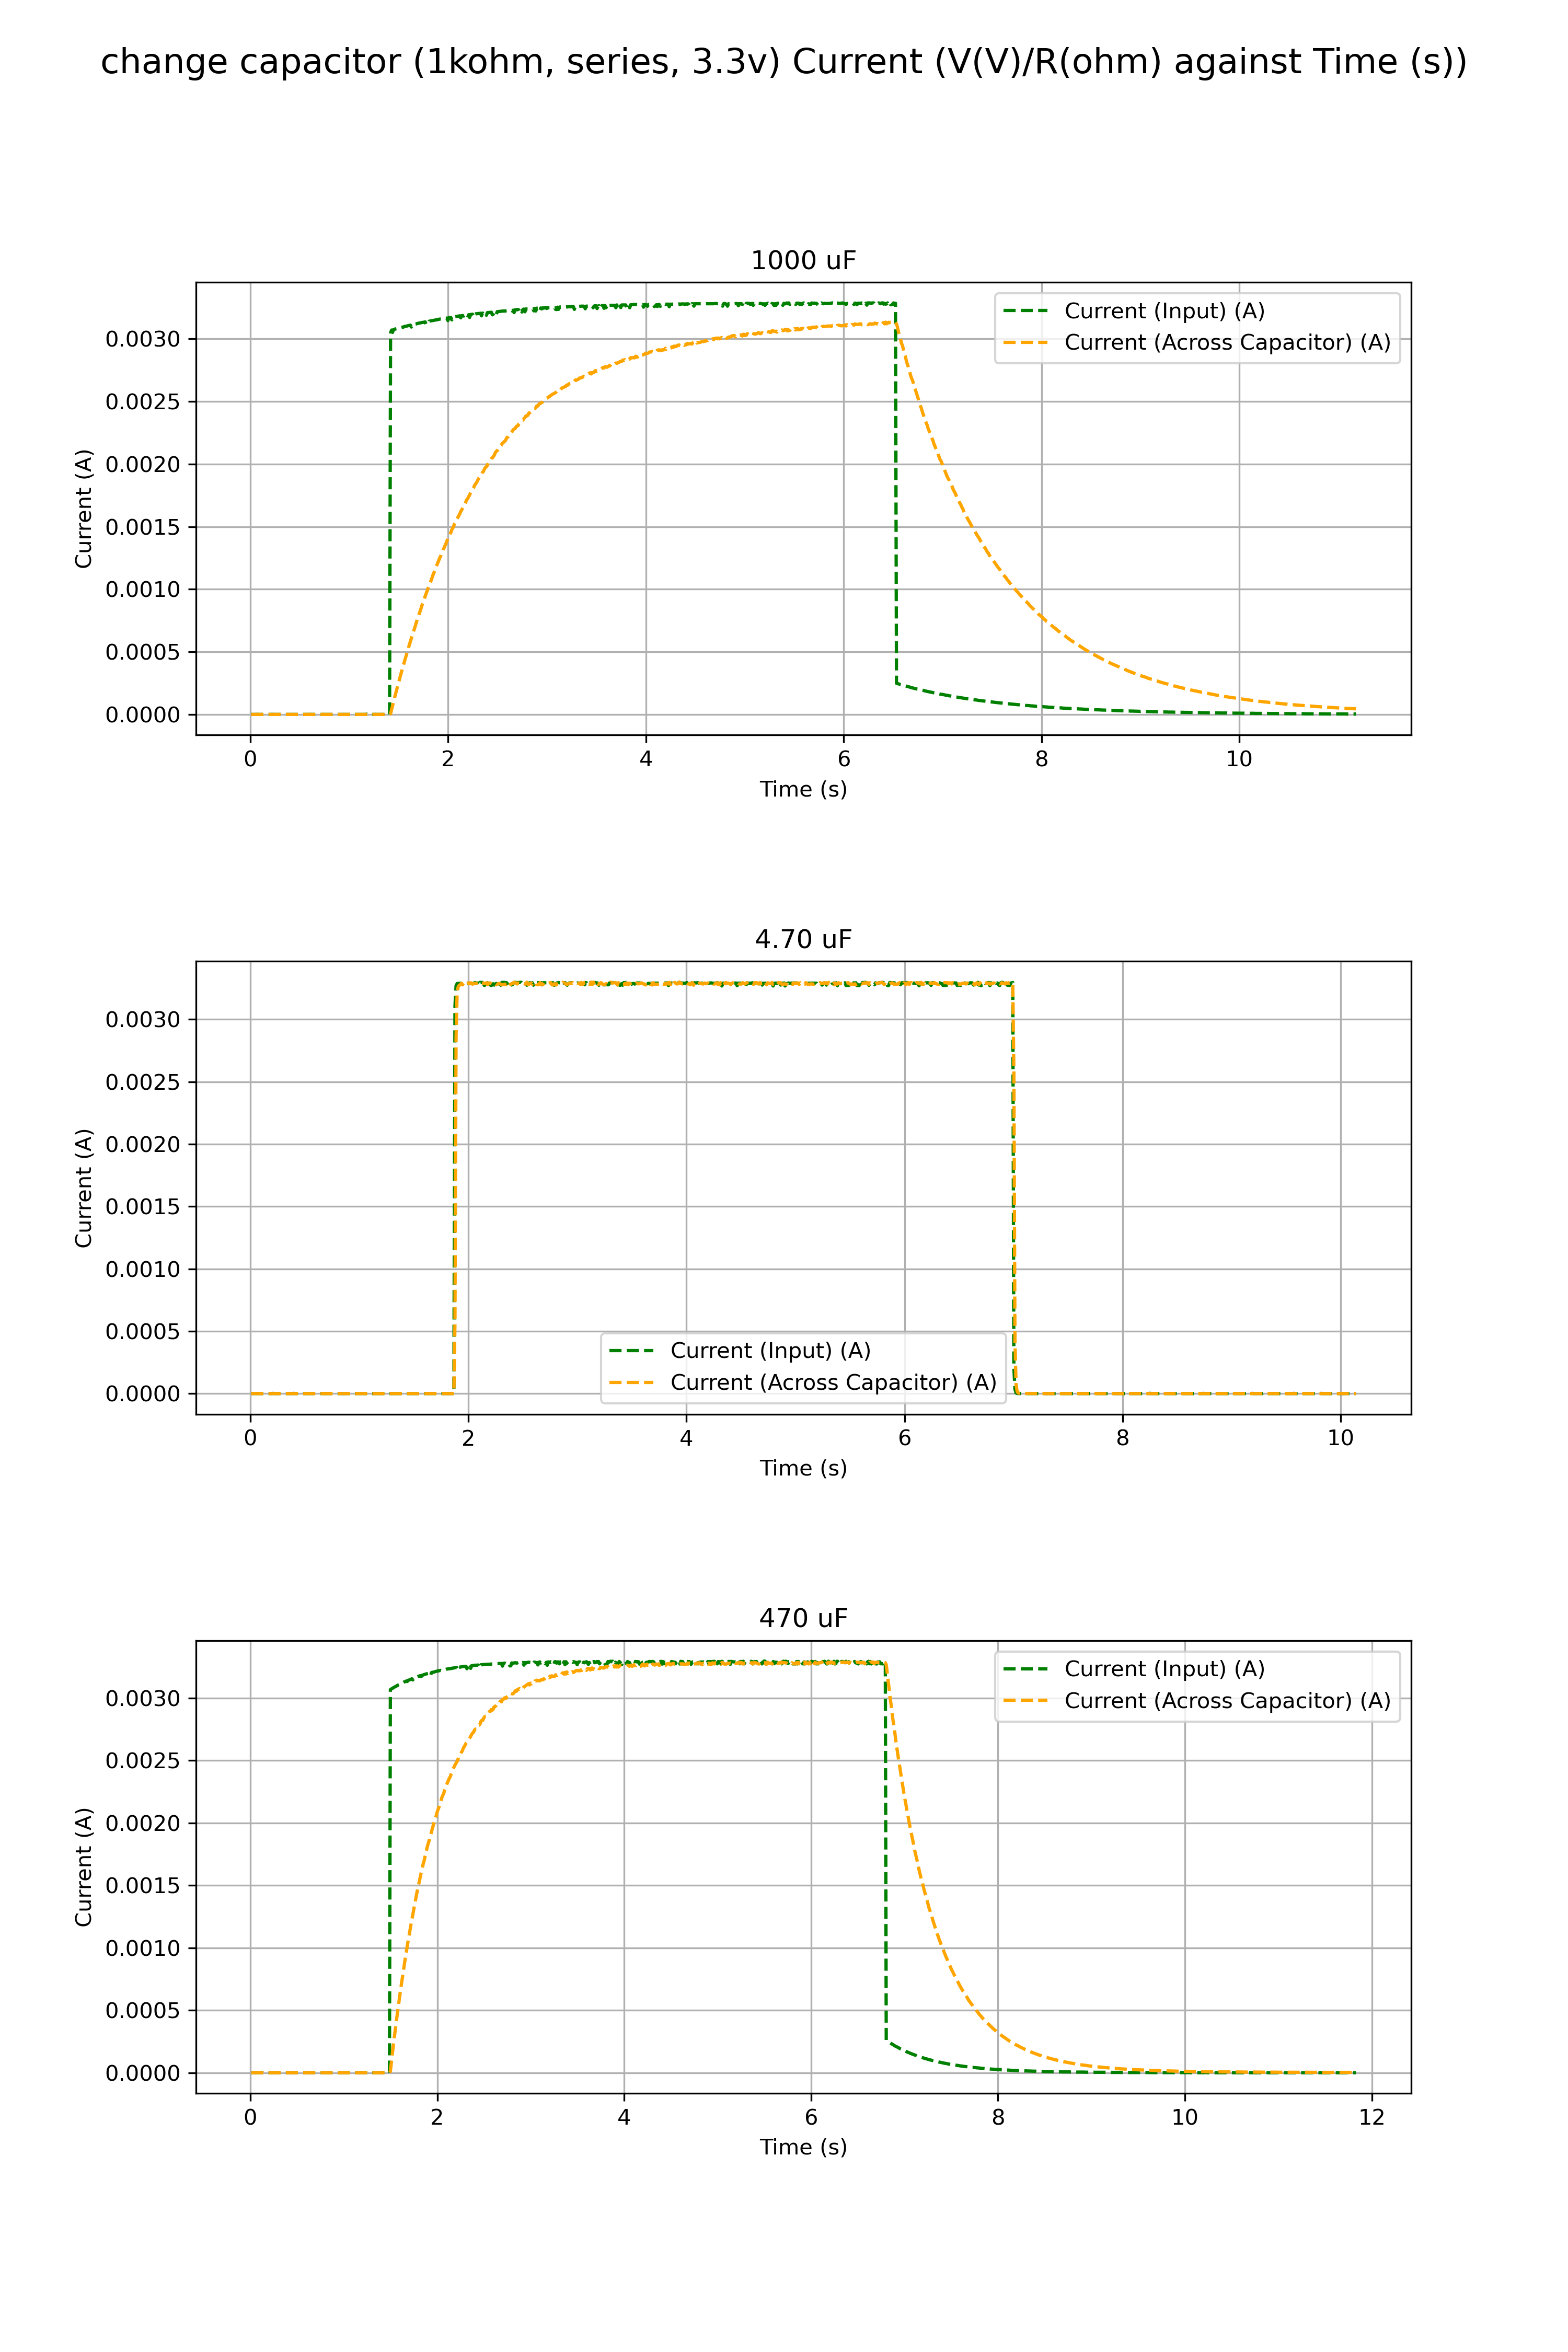 change capacitor (1kohm, series, 3.3v) Current (V(V)/R(ohm) against Time (s))
1000 uF
Current (Input) (A)
Current (Across Capacitor) (A)
Current (A)
0.0030
0.0025
0.0020
0.0015
0.0010
0.0005
0.0000
0 2 4 6 8 10
Time (s)
4.70 uF
Current (A)
0.0030
0.0025
0.0020
0.0015
0.0010
0.0005
0.0000
Current (Input) (A)
Current (Across Capacitor) (A)
0 2 4 6 8 10
Time (s)
470 uF
Current (Input) (A)
Current (Across Capacitor) (A)
Current (A)
0.0030
0.0025
0.0020
0.0015
0.0010
0.0005
0.0000
0 2 4 6 8 10 12
Time (s)